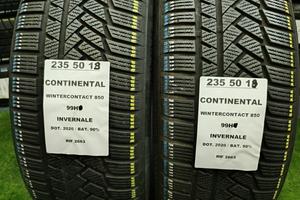 235 50 18
CONTINENTAL
WINTERCONTACT 850
99H
INVERNALE
DOT. 2020 / BAT. 90%
RIF 2663
235 50 18
CONTINENTAL
WINTERCONTACT 850
99H
INVERNALE
DOT. 2020 / BAT. 90%
RIF 2663